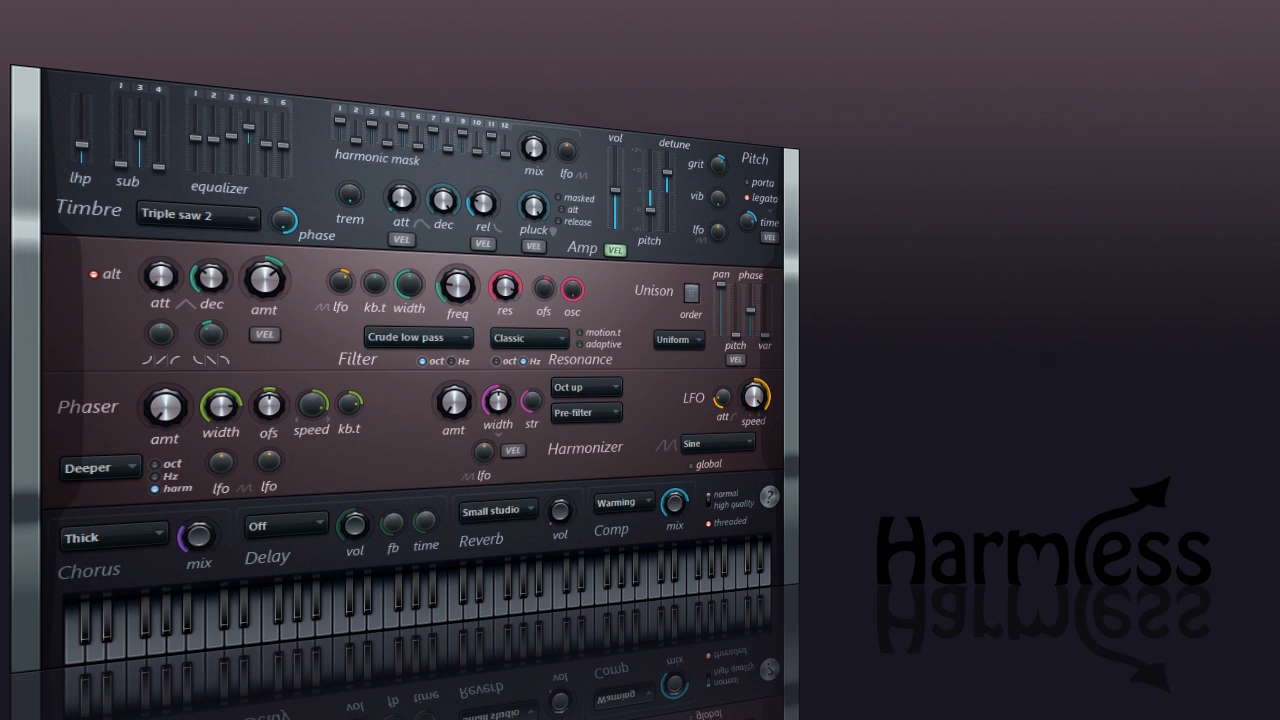 1 3 4
1 2 3 4 5 6
1 2 3 4 5 6 7 8 9 10 11 12
vol
detune
harmonic mask
mix
lfo
grit
Pitch
porta
legato
lhp
sub
equalizer
vib
time
VEL
lfo
Timbre
Triple saw 2
phase
trem
att
dec
rel
pluck
masked
alt
release
VEL
VEL
VEL
Amp
VEL
pitch
alt
att
dec
amt
VEL
lfo
kb.t
width
freq
res
ofs
osc
Crude low pass
Filter
oct
Hz
Classic
motion.t
adaptive
oct
Hz
Resonance
Unison
order
Uniform
pan
phase
pitch
var
VEL
Phaser
amt
width
ofs
speed
kb.t
Deeper
oct
Hz
harm
lfo
lfo
amt
width
str
Oct up
Pre-filter
Harmonizer
VEL
lfo
LFO
att
speed
Sine
global
Thick
Chorus
mix
Off
Delay
vol
fb
time
Small studio
Reverb
vol
Warming
Comp
mix
normal
high quality
threaded
?
Harmless